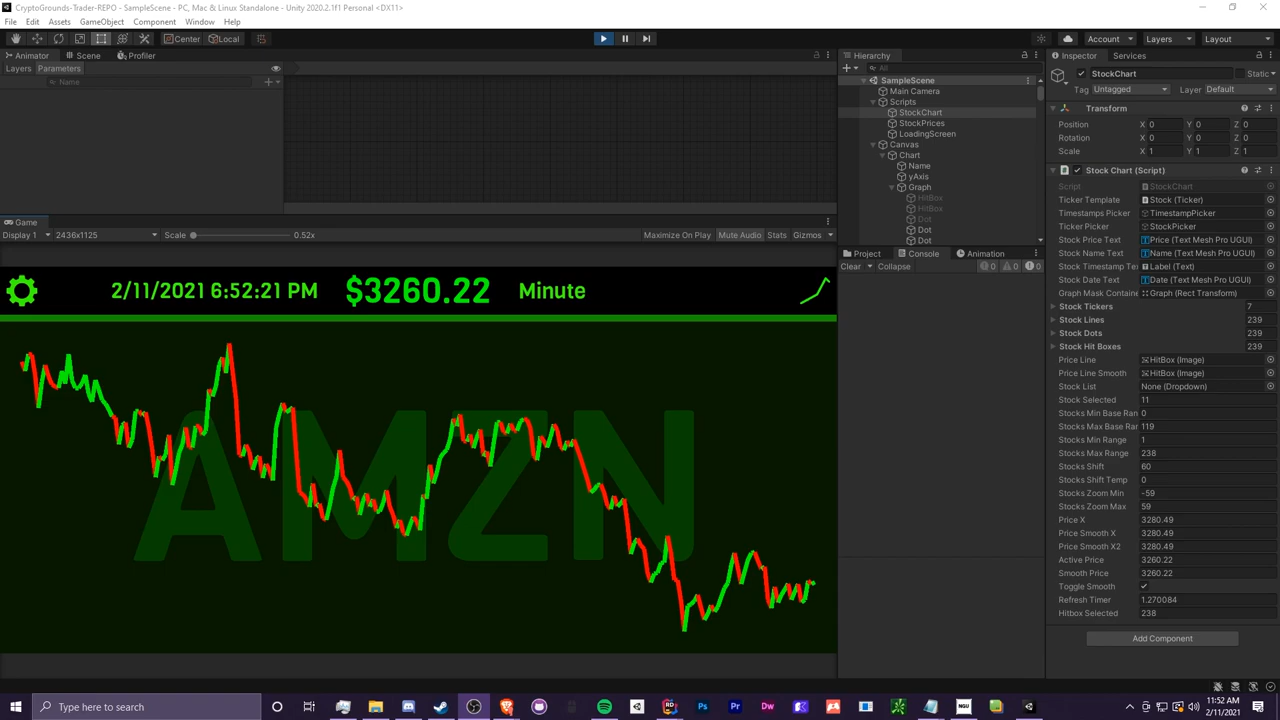 CryptoGrounds-Trader-REPO - SampleScene - PC, Mac & Linux Standalone - Unity 2020.2.1f1 Personal <DX11>
File Edit Assets GameObject Component Window Help
Center Local Account Layers Layout
Animator Scene Profiler
Layers Parameters
Name
Game
Display 1 2436x1125 Scale 0.52x Maximize On Play Mute Audio Stats Gizmos
2/11/2021 6:52:21 PM $3260.22 Minute
AMZN
Hierarchy
All
SampleScene
Main Camera
Scripts
StockChart
StockPrices
LoadingScreen
Canvas
Chart
Name
yAxis
Graph
HitBox
HitBox
Dot
Dot
Dot
Project Console Animation
Clear Collapse 0 0 0
Inspector Services
StockChart Static
Tag Untagged Layer Default
Transform
Position X 0 Y 0 Z 0
Rotation X 0 Y 0 Z 0
Scale X 1 Y 1 Z 1
Stock Chart (Script)
Script StockChart
Ticker Template Stock (Ticker)
Timestamps Picker TimestampPicker
Ticker Picker StockPicker
Stock Price Text Price (Text Mesh Pro UGUI)
Stock Name Text Name (Text Mesh Pro UGUI)
Stock Timestamp Te Label (Text)
Stock Date Text Date (Text Mesh Pro UGUI)
Graph Mask Containe Graph (Rect Transform)
Stock Tickers 7
Stock Lines 239
Stock Dots 239
Stock Hit Boxes 239
Price Line HitBox (Image)
Price Line Smooth HitBox (Image)
Stock List None (Dropdown)
Stock Selected 11
Stocks Min Base Ran 0
Stocks Max Base Ran 119
Stocks Min Range 1
Stocks Max Range 238
Stocks Shift 60
Stocks Shift Temp 0
Stocks Zoom Min -59
Stocks Zoom Max 59
Price X 3280.49
Price Smooth X 3280.49
Price Smooth X2 3280.49
Active Price 3260.22
Smooth Price 3260.22
Toggle Smooth
Refresh Timer 1.270084
Hitbox Selected 238
Add Component
Type here to search
Ps Pr Dw NGU
11:52 AM
2/15/2021